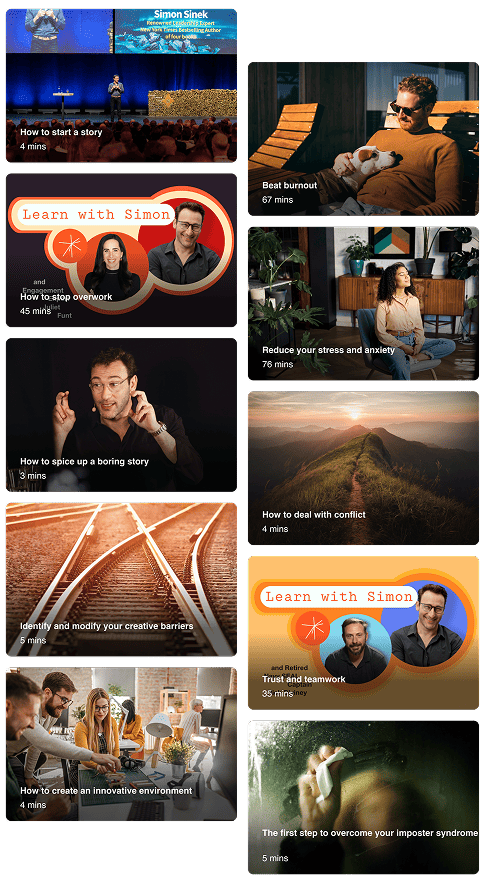 Simon Sinek
Renowned Leadership Expert
New York Times Bestselling Author
of four books
How to start a story
4 mins
Learn with Simon
and
Engagement
Juliet
Funt
How to stop overwork
45 mins
How to spice up a boring story
3 mins
Identify and modify your creative barriers
5 mins
How to create an innovative environment
4 mins
Beat burnout
67 mins
Reduce your stress and anxiety
76 mins
How to deal with conflict
4 mins
Learn with Simon
and Retired
Trust and teamwork
35 mins
The first step to overcome your imposter syndrome
5 mins